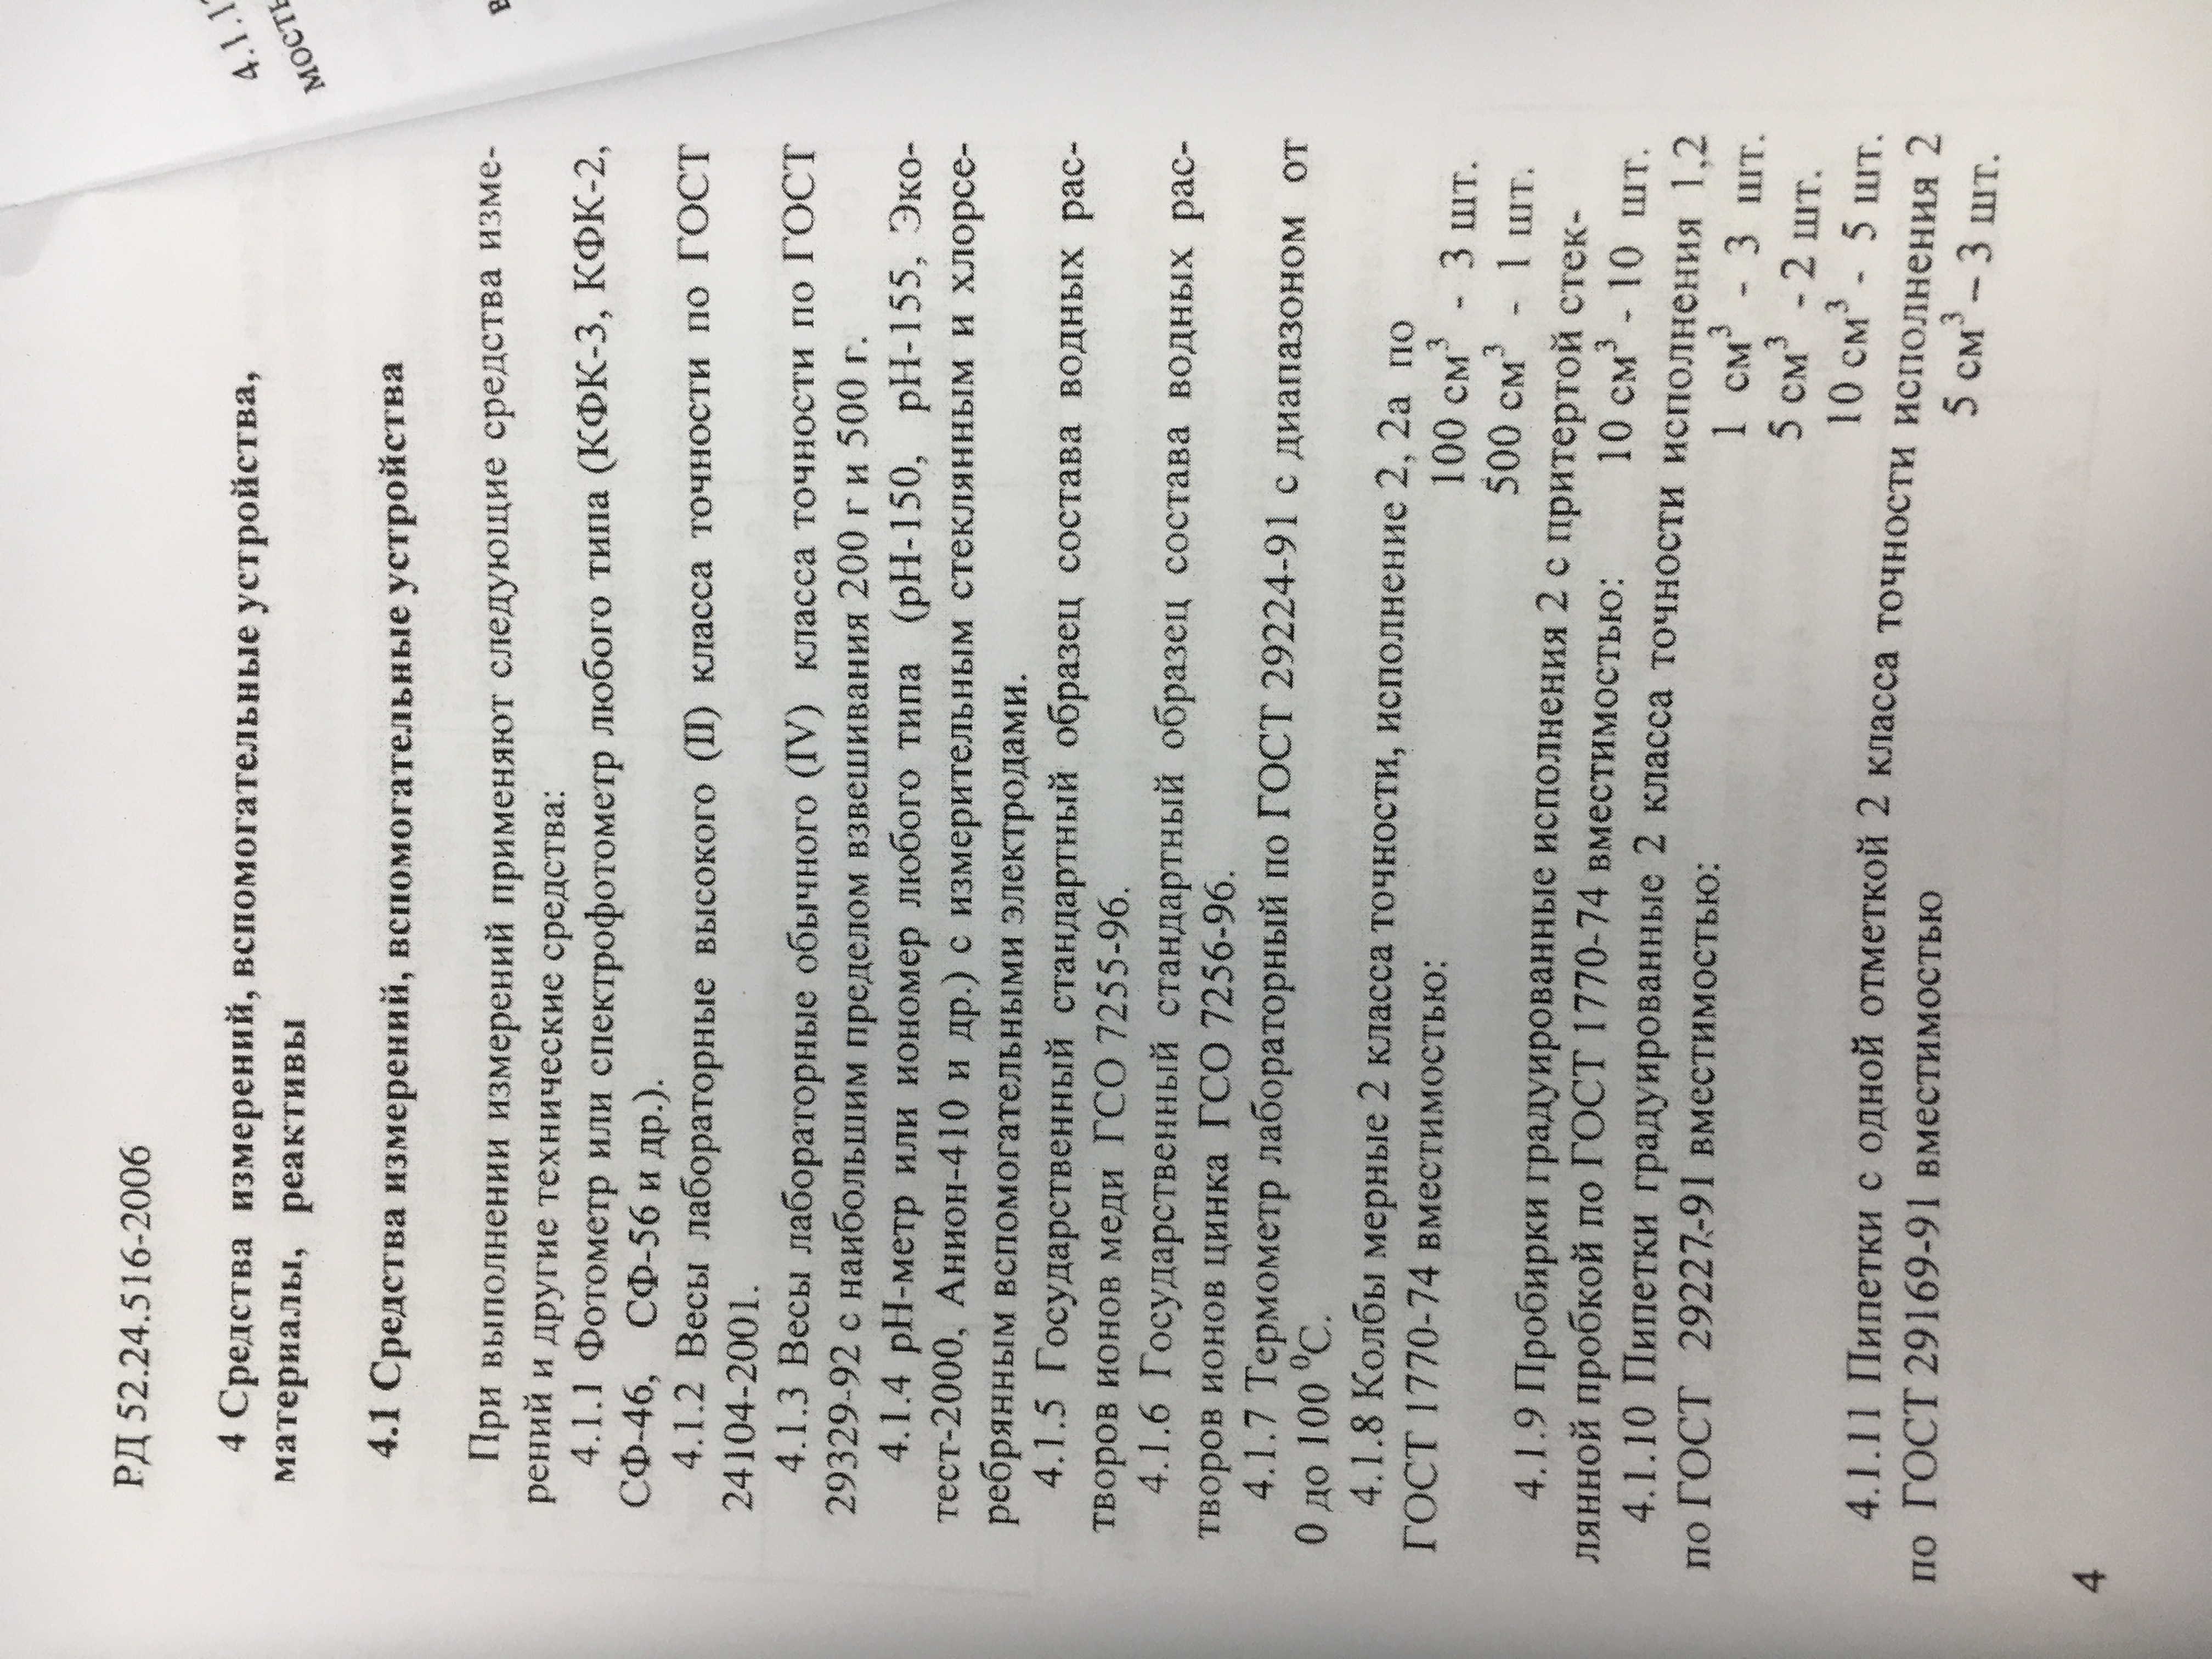 РД 52.24.516-2006
4 Средства измерений, вспомогательные устройства,
материалы, реактивы
4.1 Средства измерений, вспомогательные устройства
При выполнении измерений применяют следующие средства изме-
рений и другие технические средства:
4.1.1 Фотометр или спектрофотометр любого типа (КФК-3, КФК-2,
СФ-46, СФ-56 и др.).
4.1.2 Весы лабораторные высокого (II) класса точности по ГОСТ
24104-2001.
4.1.3 Весы лабораторные обычного (IV) класса точности по ГОСТ
29329-92 с наибольшим пределом взвешивания 200 г и 500 г.
4.1.4 рН-метр или иономер любого типа (рН-150, рН-155, Эко-
тест-2000, Анион-410 и др.) с измерительным стеклянным и хлорсе-
ребрянным вспомогательными электродами.
4.1.5 Государственный стандартный образец состава водных рас-
творов ионов меди ГСО 7255-96.
4.1.6 Государственный стандартный образец состава водных рас-
творов ионов цинка ГСО 7256-96.
4.1.7 Термометр лабораторный по ГОСТ 29224-91 с диапазоном от
0 до 100 ⁰С.
4.1.8 Колбы мерные 2 класса точности, исполнение 2, 2а по
ГОСТ 1770-74 вместимостью: 100 см³ - 3 шт.
500 см³ - 1 шт.
4.1.9 Пробирки градуированные исполнения 2 с притертой стек-
лянной пробкой по ГОСТ 1770-74 вместимостью: 10 см³ - 10 шт.
4.1.10 Пипетки градуированные 2 класса точности исполнения 1,2
по ГОСТ 29227-91 вместимостью: 1 см³ - 3 шт.
5 см³ - 2 шт.
10 см³ - 5 шт.
4.1.11 Пипетки с одной отметкой 2 класса точности исполнения 2
по ГОСТ 29169-91 вместимостью 5 см³ – 3 шт.
4